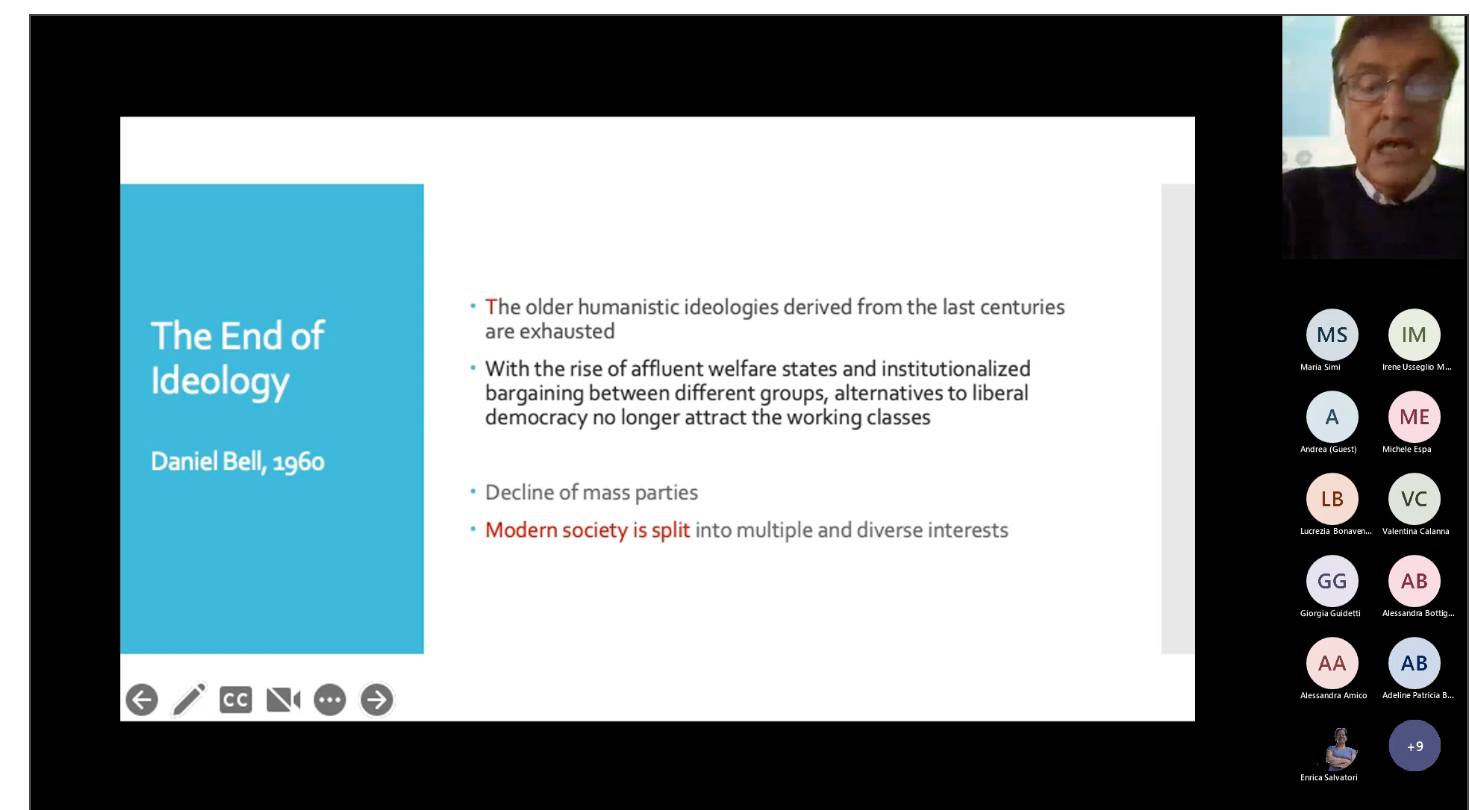 The End of
Ideology
Daniel Bell, 1960
• The older humanistic ideologies derived from the last centuries
are exhausted
• With the rise of affluent welfare states and institutionalized
bargaining between different groups, alternatives to liberal
democracy no longer attract the working classes
• Decline of mass parties
• Modern society is split into multiple and diverse interests
CC
MS
IM
Maria Simi
Irene Usseglio M...
A
ME
Andrea (Guest)
Michele Espa
LB
VC
Lucrezia Bonaven...
Valentina Calanna
GG
AB
Giorgia Guidetti
Alessandra Bottig...
AA
AB
Alessandra Amico
Adeline Patricia B...
+9
Enrica Salvatori